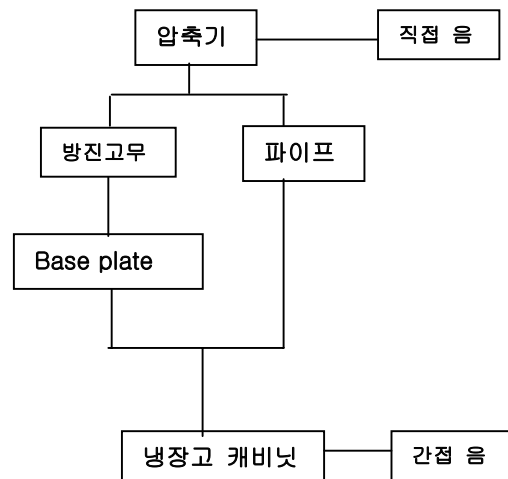 압축기
직접 음
방진고무
파이프
Base plate
냉장고 캐비닛
간접 음